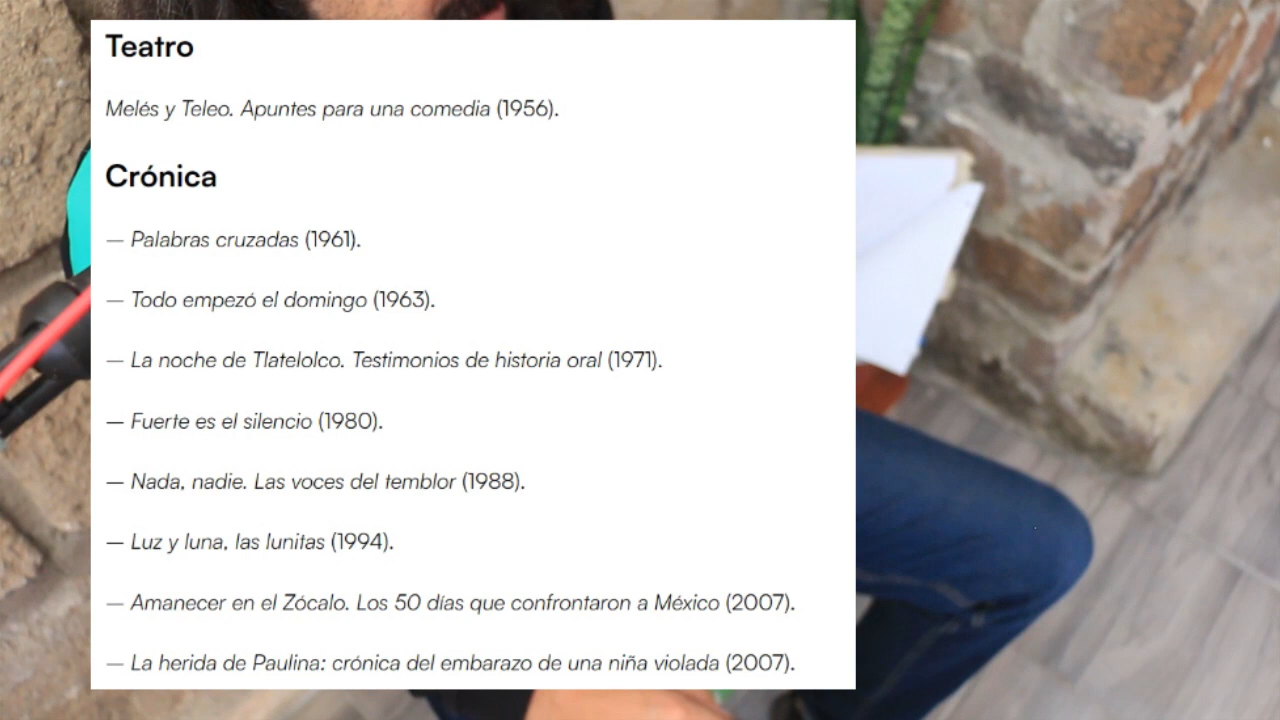 Teatro
Melés y Teleo. Apuntes para una comedia (1956).
Crónica
— Palabras cruzadas (1961).
— Todo empezó el domingo (1963).
— La noche de Tlatelolco. Testimonios de historia oral (1971).
— Fuerte es el silencio (1980).
— Nada, nadie. Las voces del temblor (1988).
— Luz y luna, las lunitas (1994).
— Amanecer en el Zócalo. Los 50 días que confrontaron a México (2007).
— La herida de Paulina: crónica del embarazo de una niña violada (2007).